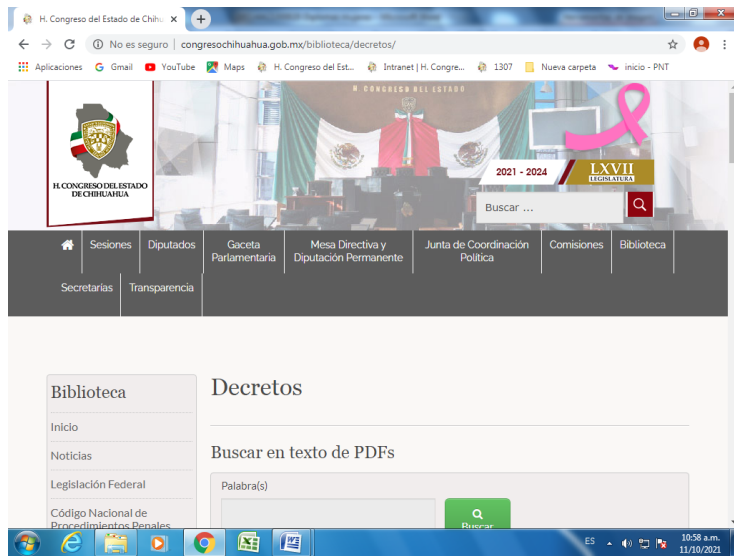 H. Congreso del Estado de Chihu
No es seguro | congresochihuahua.gob.mx/biblioteca/decretos/
Aplicaciones Gmail YouTube Maps H. Congreso del Est... Intranet | H. Congre... 1307 Nueva carpeta inicio - PNT
H CONGRESO DEL ESTADO
2021 - 2024 LXVII
LEGISLATURA
H. CONGRESO DEL ESTADO
DE CHIHUAHUA
Buscar ...
Sesiones Diputados Gaceta Parlamentaria Mesa Directiva y Diputación Permanente Junta de Coordinación Política Comisiones Biblioteca
Secretarías Transparencia
Biblioteca
Decretos
Inicio
Noticias
Buscar en texto de PDFs
Legislación Federal
Palabra(s)
Código Nacional de
Procedimientos Penales
Buscar
ES 10:58 a.m.
11/10/2021